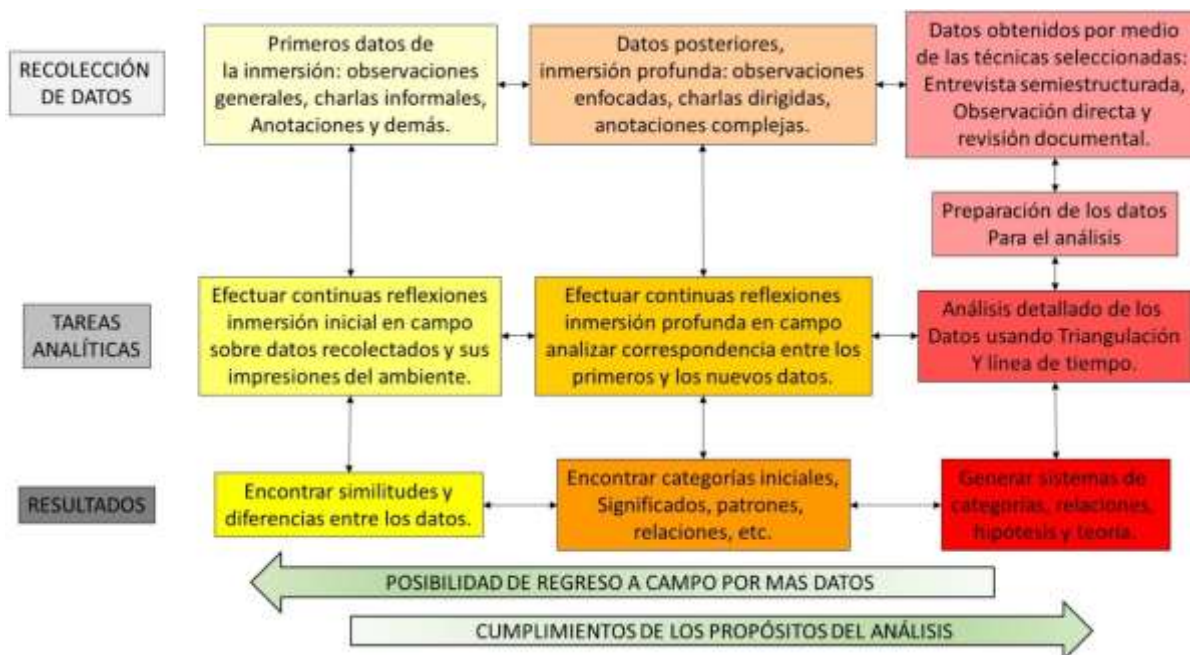 RECOLECCIÓN
DE DATOS
Primeros datos de
la inmersión: observaciones
generales, charlas informales,
Anotaciones y demás.
Datos posteriores,
inmersión profunda: observaciones
enfocadas, charlas dirigidas,
anotaciones complejas.
Datos obtenidos por medio
de las técnicas seleccionadas:
Entrevista semiestructurada,
Observación directa y
revisión documental.
Preparación de los datos
Para el análisis
TAREAS
ANALÍTICAS
Efectuar continuas reflexiones
inmersión inicial en campo
sobre datos recolectados y sus
impresiones del ambiente.
Efectuar continuas reflexiones
inmersión profunda en campo
analizar correspondencia entre los
primeros y los nuevos datos.
Análisis detallado de los
Datos usando Triangulación
Y línea de tiempo.
RESULTADOS
Encontrar similitudes y
diferencias entre los datos.
Encontrar categorías iniciales,
Significados, patrones,
relaciones, etc.
Generar sistemas de
categorías, relaciones,
hipótesis y teoría.
POSIBILIDAD DE REGRESO A CAMPO POR MAS DATOS
CUMPLIMIENTOS DE LOS PROPÓSITOS DEL ANÁLISIS